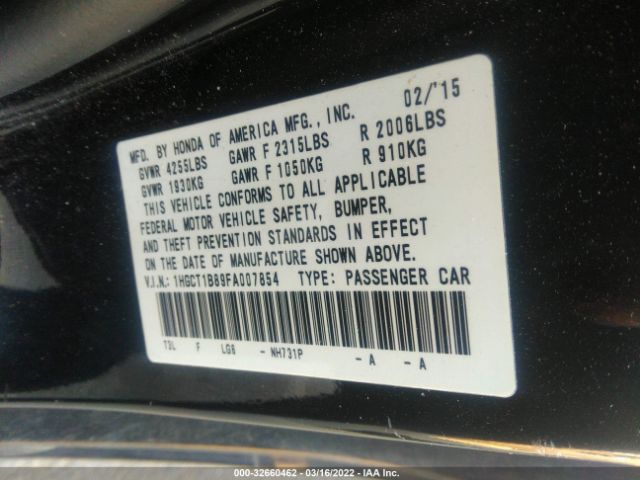 MFD. BY HONDA OF AMERICA MFG., INC. 02/'15
GVWR 4255LBS GAWR F 2315LBS R 2006LBS
GVWR 1930KG GAWR F 1050KG R 910KG
THIS VEHICLE CONFORMS TO ALL APPLICABLE
FEDERAL MOTOR VEHICLE SAFETY, BUMPER,
AND THEFT PREVENTION STANDARDS IN EFFECT
ON THE DATE OF MANUFACTURE SHOWN ABOVE.
V.I.N.: 1HGCT1B89FA007854 TYPE: PASSENGER CAR
T3L F LG8 - NH731P - A - A
000-32660462 - 03/16/2022 - IAA Inc.